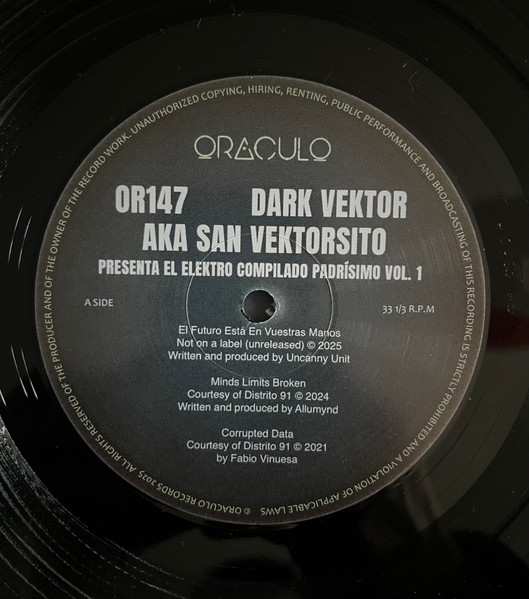 ORACULO
OR147 DARK VEKTOR
AKA SAN VEKTORSITO
PRESENTA EL ELEKTRO COMPILADO PADRÍSIMO VOL. 1
A SIDE
33 1/3 R.P.M
El Futuro Está En Vuestras Manos
Not on a label (unreleased) © 2025
Written and produced by Uncanny Unit
Minds Limits Broken
Courtesy of Distrito 91 © 2024
Written and produced by Allumynd
Corrupted Data
Courtesy of Distrito 91 © 2021
by Fabio Vinuesa
© ORACULO RECORDS 2025. ALL RIGHTS RESERVED OF THE PRODUCER AND OF THE OWNER OF THE RECORD WORK. UNAUTHORIZED COPYING, HIRING, RENTING, PUBLIC PERFORMANCE AND BROADCASTING OF THIS RECORDING IS STRICTLY PROHIBITED AND A VIOLATION OF APPLICABLE LAWS